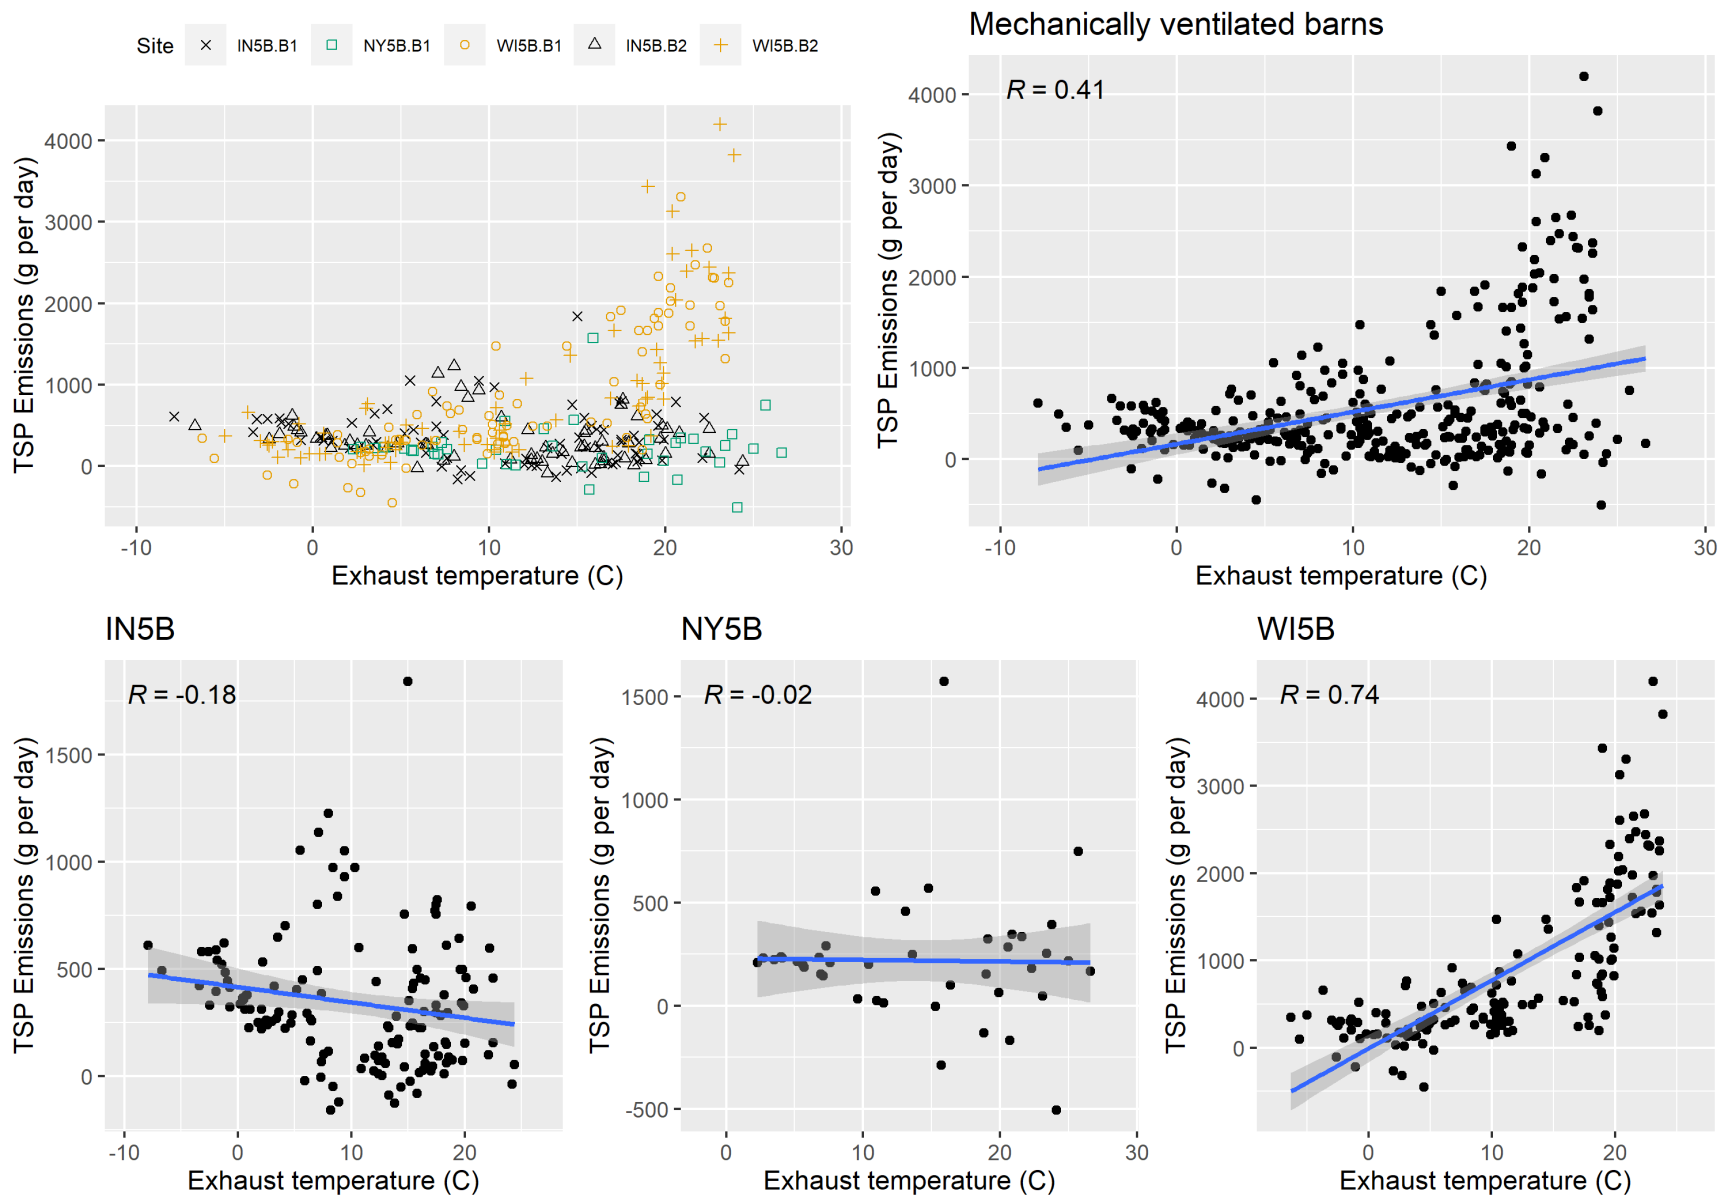 Site IN5B.B1 NY5B.B1 WI5B.B1 IN5B.B2 WI5B.B2
TSP Emissions (g per day)
4000
3000
2000
1000
0
-10 0 10 20 30
Exhaust temperature (C)
Mechanically ventilated barns
R = 0.41
TSP Emissions (g per day)
4000
3000
2000
1000
0
-10 0 10 20 30
Exhaust temperature (C)
IN5B
R = -0.18
TSP Emissions (g per day)
1500
1000
500
0
-10 0 10 20
Exhaust temperature (C)
NY5B
R = -0.02
TSP Emissions (g per day)
1500
1000
500
0
-500
0 10 20 30
Exhaust temperature (C)
WI5B
R = 0.74
TSP Emissions (g per day)
4000
3000
2000
1000
0
0 10 20
Exhaust temperature (C)